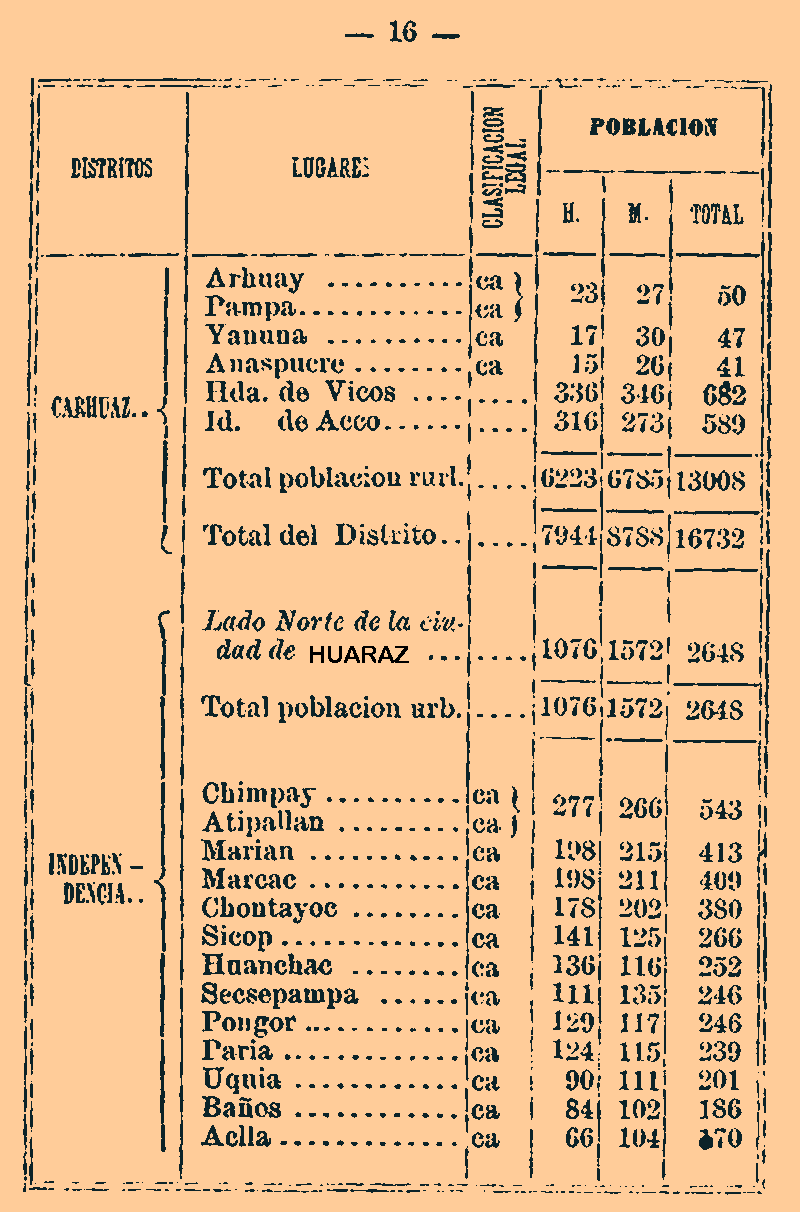 — 16 —
DISTRITOS LUGARES CLASIFICACION LEGAL POBLACION
H. M. TOTAL
Arhuay .......... ca
Pampa............ ca } 23 27 50
Yanuna .......... ca 17 30 47
Anaspucre ........ ca 15 26 41
Hda. de Vicos .... .... 336 346 682
CARHUAZ..
Id. de Acco...... .... 316 273 589
Total poblacion rurl. .... 6223 6785 13008
Total del Distrito.. .... 7944 8788 16732
Lado Norte de la ciu-
dad de HUARAZ ... .... 1076 1572 2648
Total poblacion urb. .... 1076 1572 2648
Chimpay .......... ca
Atipallan ......... ca } 277 266 543
Marian ........... ca 198 215 413
INDEPEN-
Marcac ........... ca 198 211 409
DENCIA..
Chontayoc ........ ca 178 202 380
Sicop............. ca 141 125 266
Huanchac ........ ca 136 116 252
Secsepampa ...... ca 111 135 246
Pongor ........... ca 129 117 246
Paria ............. ca 124 115 239
Uquia ............ ca 90 111 201
Baños ............ ca 84 102 186
Aclla ............. ca 66 104 170